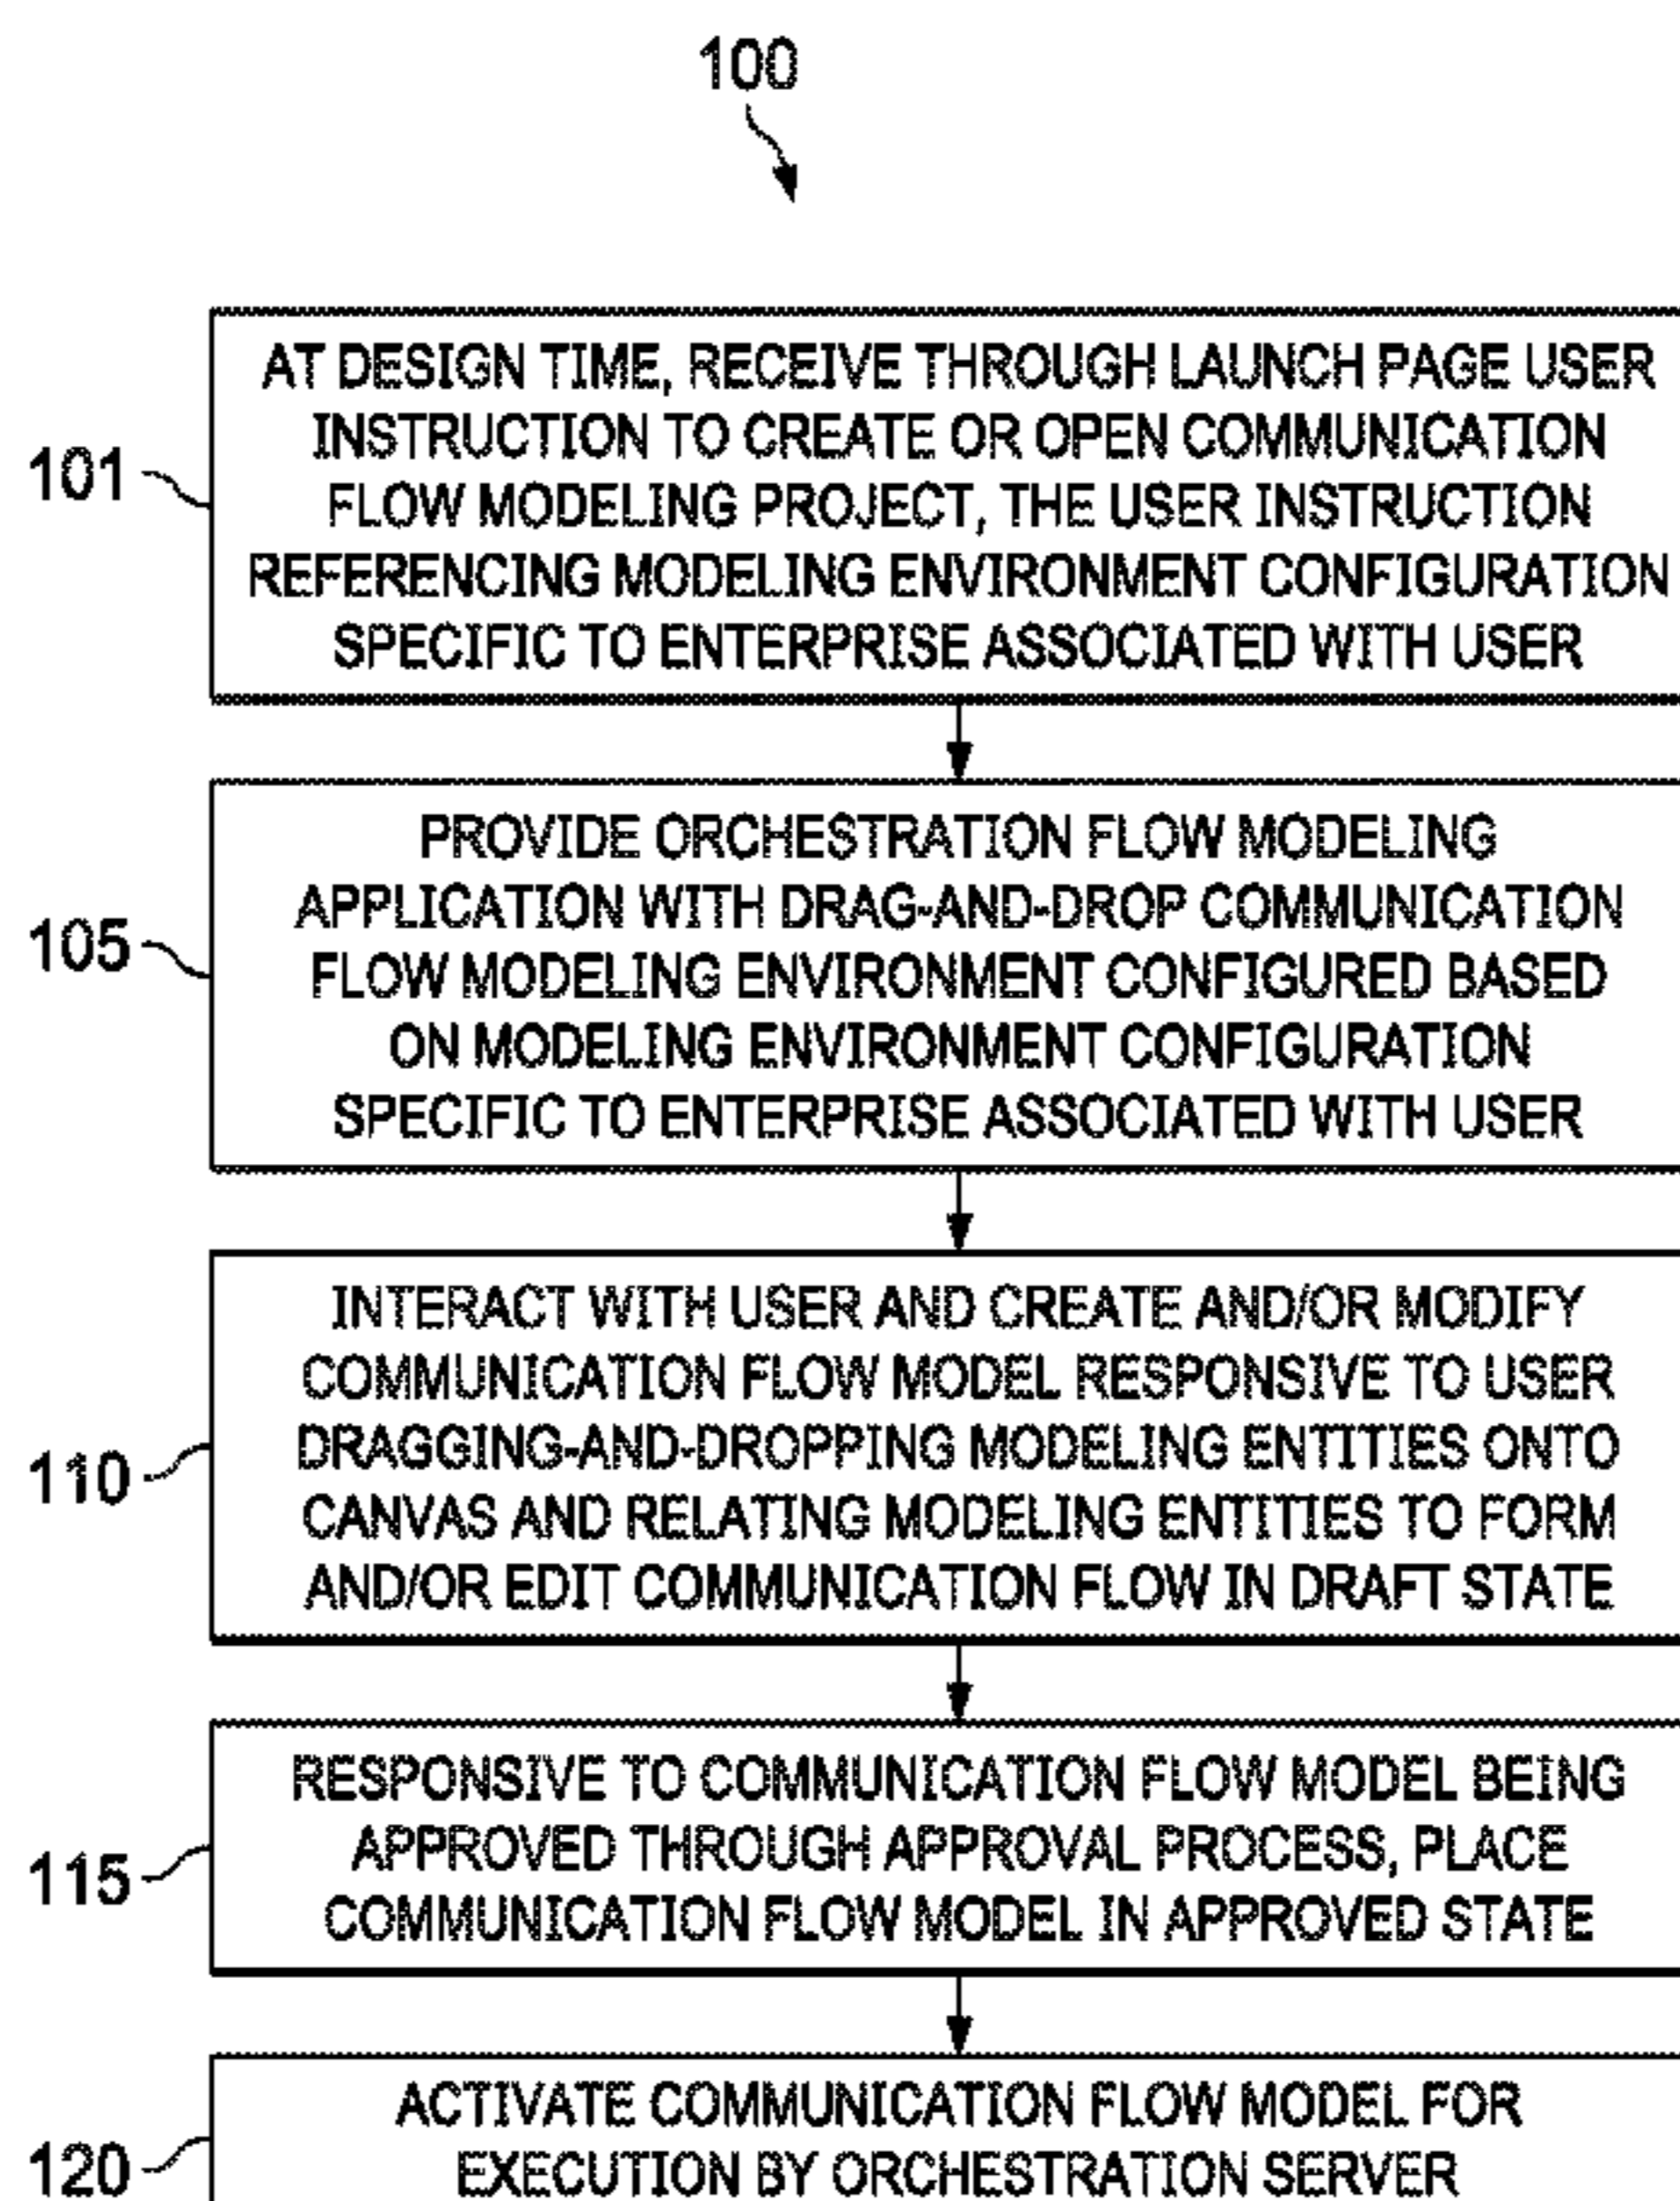 100
101
AT DESIGN TIME, RECEIVE THROUGH LAUNCH PAGE USER
INSTRUCTION TO CREATE OR OPEN COMMUNICATION
FLOW MODELING PROJECT, THE USER INSTRUCTION
REFERENCING MODELING ENVIRONMENT CONFIGURATION
SPECIFIC TO ENTERPRISE ASSOCIATED WITH USER
105
PROVIDE ORCHESTRATION FLOW MODELING
APPLICATION WITH DRAG-AND-DROP COMMUNICATION
FLOW MODELING ENVIRONMENT CONFIGURED BASED
ON MODELING ENVIRONMENT CONFIGURATION
SPECIFIC TO ENTERPRISE ASSOCIATED WITH USER
110
INTERACT WITH USER AND CREATE AND/OR MODIFY
COMMUNICATION FLOW MODEL RESPONSIVE TO USER
DRAGGING-AND-DROPPING MODELING ENTITIES ONTO
CANVAS AND RELATING MODELING ENTITIES TO FORM
AND/OR EDIT COMMUNICATION FLOW IN DRAFT STATE
115
RESPONSIVE TO COMMUNICATION FLOW MODEL BEING
APPROVED THROUGH APPROVAL PROCESS, PLACE
COMMUNICATION FLOW MODEL IN APPROVED STATE
120
ACTIVATE COMMUNICATION FLOW MODEL FOR
EXECUTION BY ORCHESTRATION SERVER